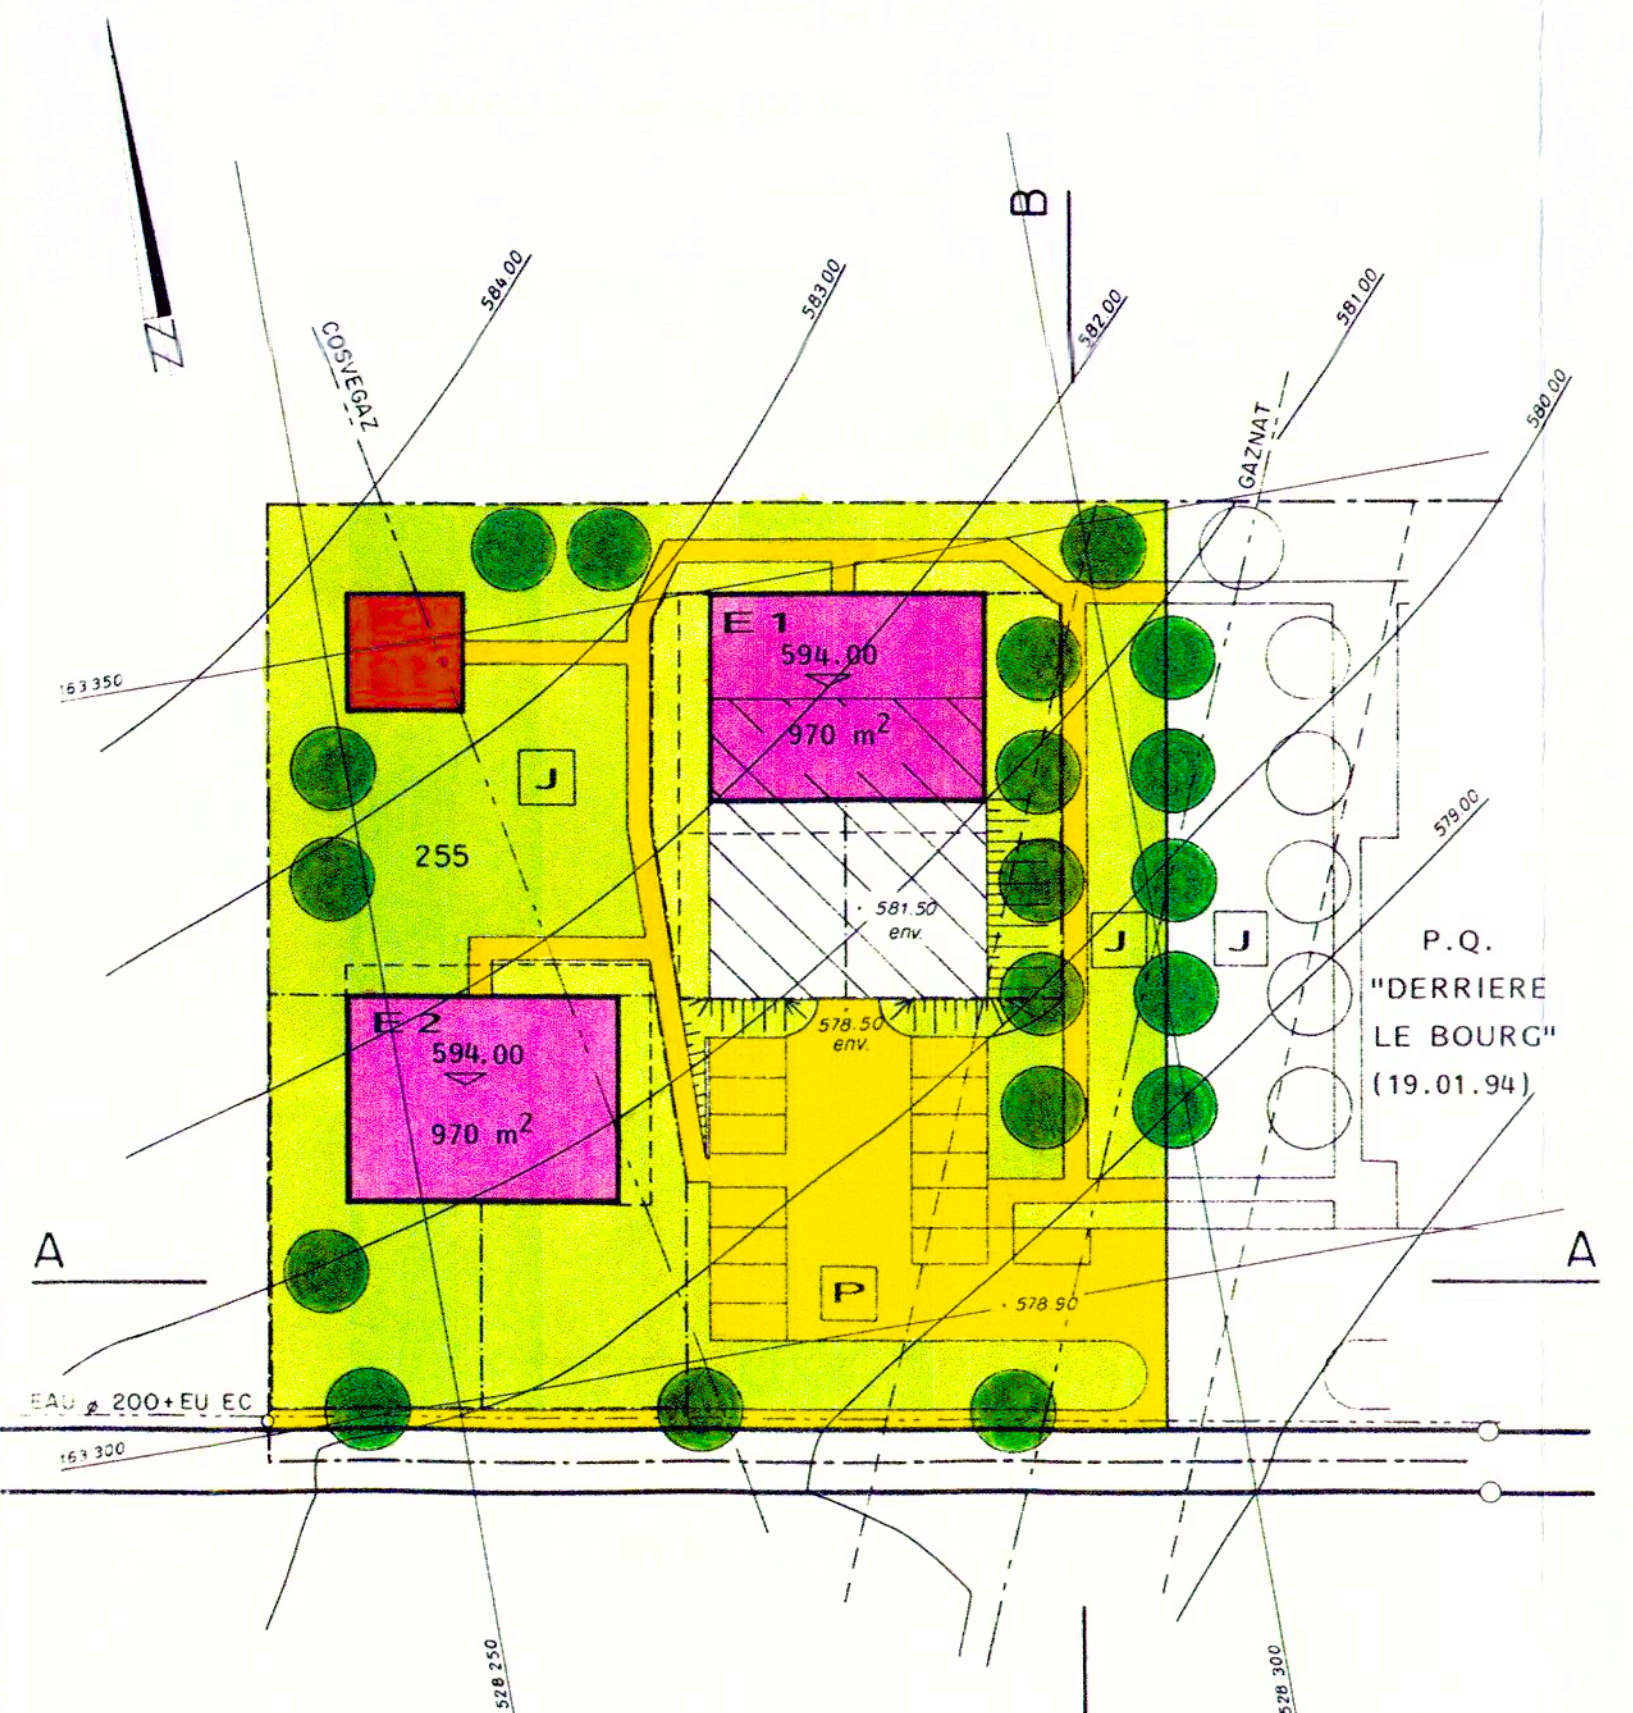 N
B
584.00
583.00
582.00
581.00
580.00
COSVEGAZ
GAZNAT
E 1
594.00
970 m²
163 350
J
255
581.50
env.
579.00
J
J
P.Q.
"DERRIERE
LE BOURG"
(19.01.94)
E 2
594.00
970 m²
578.50
env.
A
A
P
578.90
EAU ø 200+EU EC
163 300
528 250
528 300